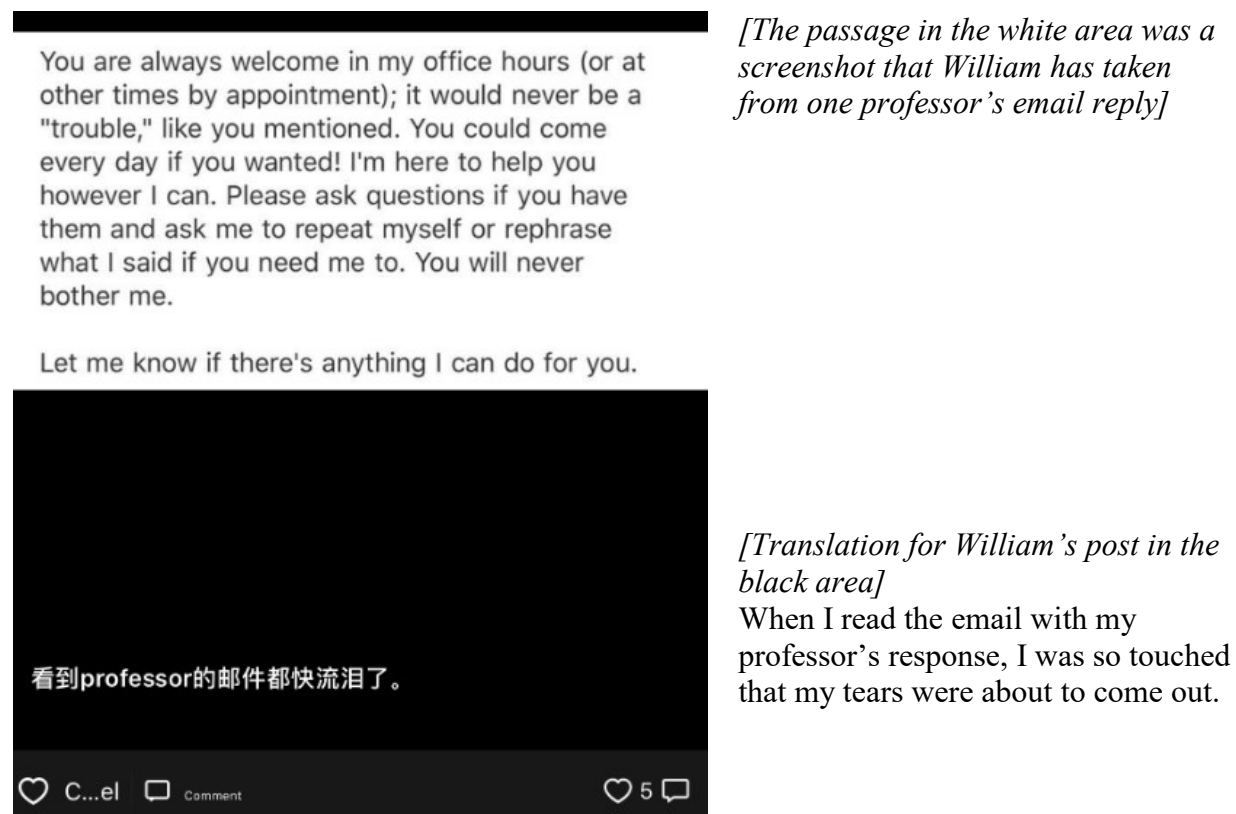 You are always welcome in my office hours (or at
other times by appointment); it would never be a
"trouble," like you mentioned. You could come
every day if you wanted! I'm here to help you
however I can. Please ask questions if you have
them and ask me to repeat myself or rephrase
what I said if you need me to. You will never
bother me.
Let me know if there's anything I can do for you.
看到professor的邮件都快流泪了。
C...el Comment 5
[The passage in the white area was a
screenshot that William has taken
from one professor’s email reply]
[Translation for William’s post in the
black area]
When I read the email with my
professor’s response, I was so touched
that my tears were about to come out.